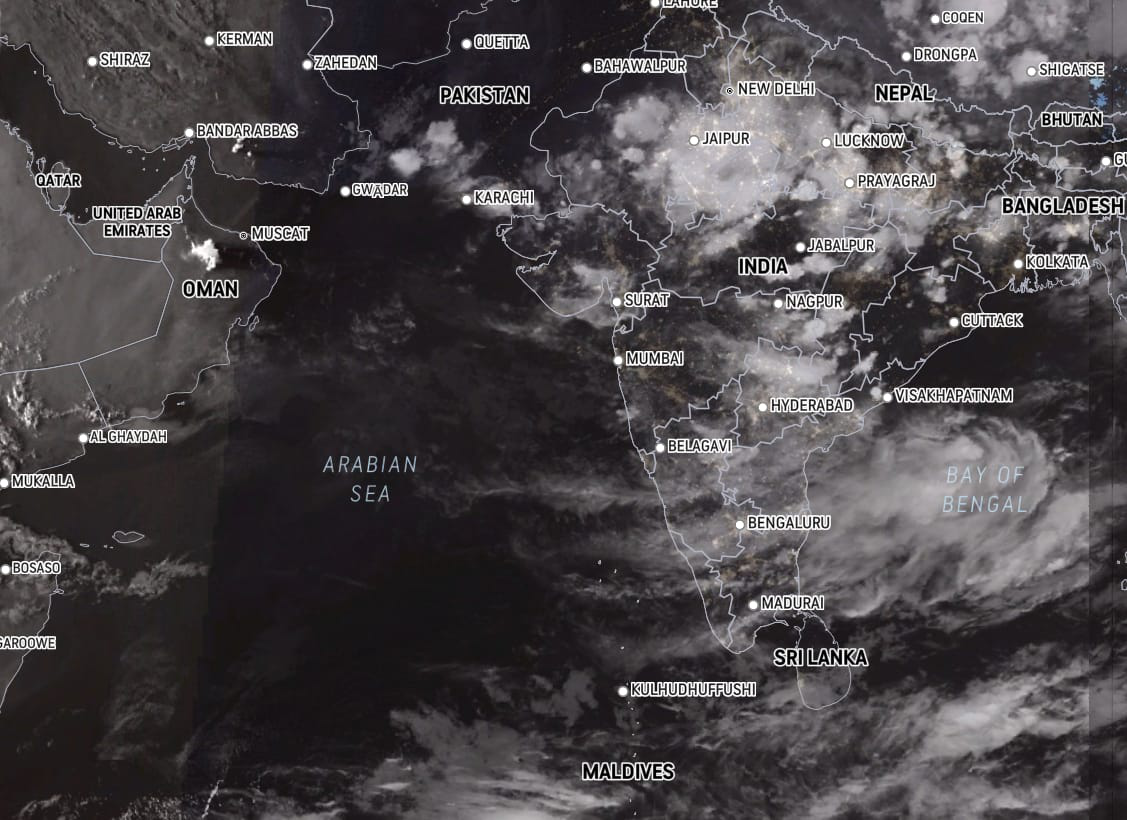 LAHORE
COQEN
KERMAN
QUETTA
SHIRAZ
ZAHEDAN
BAHAWALPUR
DRONGPA
SHIGATSE
PAKISTAN
NEW DELHI
NEPAL
BHUTAN
BANDAR ABBAS
JAIPUR
LUCKNOW
GU
QATAR
GWADAR
KARACHI
PRAYAGRAJ
BANGLADESH
UNITED ARAB
EMIRATES
MUSCAT
JABALPUR
KOLKATA
OMAN
INDIA
SURAT
NAGPUR
CUTTACK
MUMBAI
VISAKHAPATNAM
HYDERABAD
AL GHAYDAH
BELAGAVI
ARABIAN
SEA
BAY OF
BENGAL
MUKALLA
BENGALURU
BOSASO
MADURAI
GAROOWE
SRI LANKA
KULHUDHUFFUSHI
MALDIVES